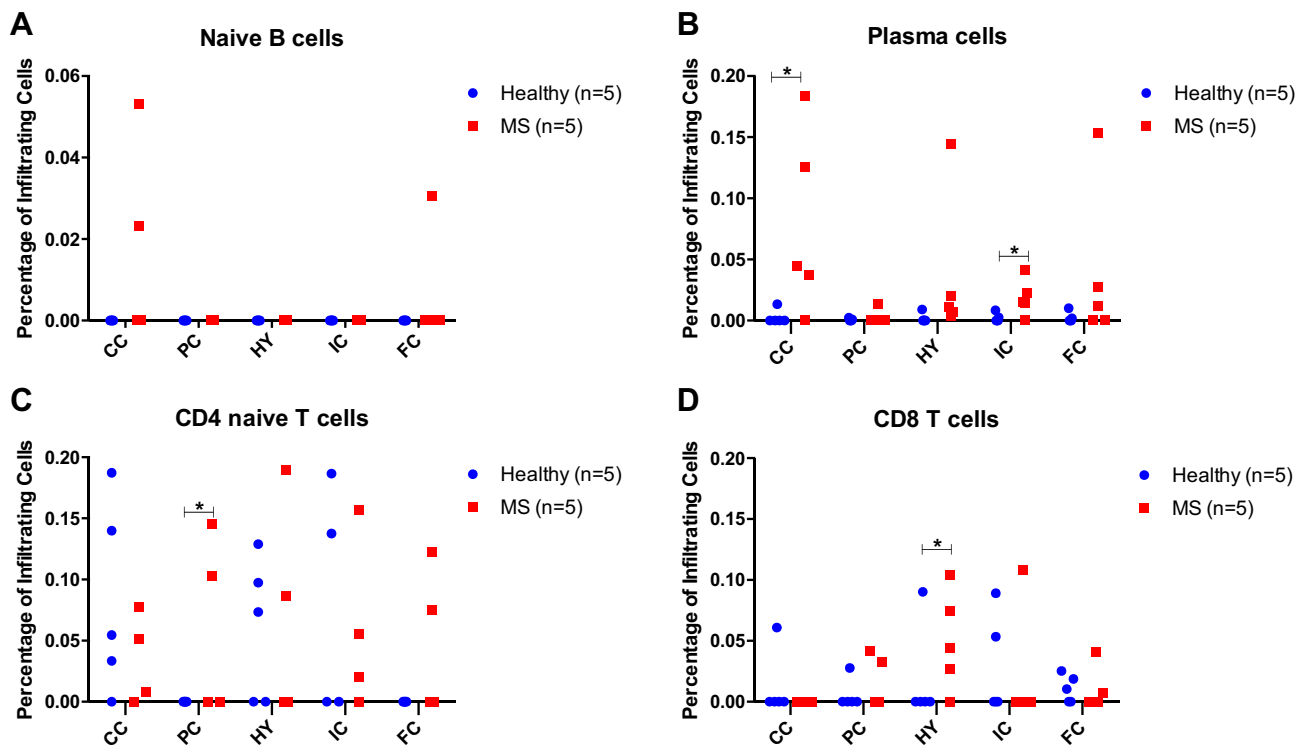 A
Naive B cells
Percentage of Infiltrating Cells
0.06
0.04
0.02
0.00
CC PC HY IC FC
Healthy (n=5)
MS (n=5)
B
Plasma cells
Percentage of Infiltrating Cells
0.20
0.15
0.10
0.05
0.00
*
*
CC PC HY IC FC
Healthy (n=5)
MS (n=5)
C
CD4 naive T cells
Percentage of Infiltrating Cells
0.20
0.15
0.10
0.05
0.00
*
CC PC HY IC FC
Healthy (n=5)
MS (n=5)
D
CD8 T cells
Percentage of Infiltrating Cells
0.20
0.15
0.10
0.05
0.00
*
CC PC HY IC FC
Healthy (n=5)
MS (n=5)